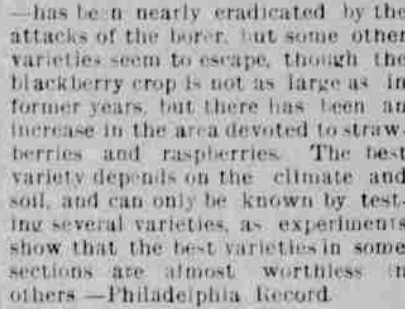 —has been nearly eradicated by the
attacks of the borer, but some other
varieties seem to escape, though the
blackberry crop is not as large as in
former years, but there has been an
increase in the area devoted to straw-
berries and raspberries. The best
variety depends on the climate and
soil, and can only be known by test-
ing several varieties, as experiments
show that the best varieties in some
sections are almost worthless in
others —Philadelphia Record.